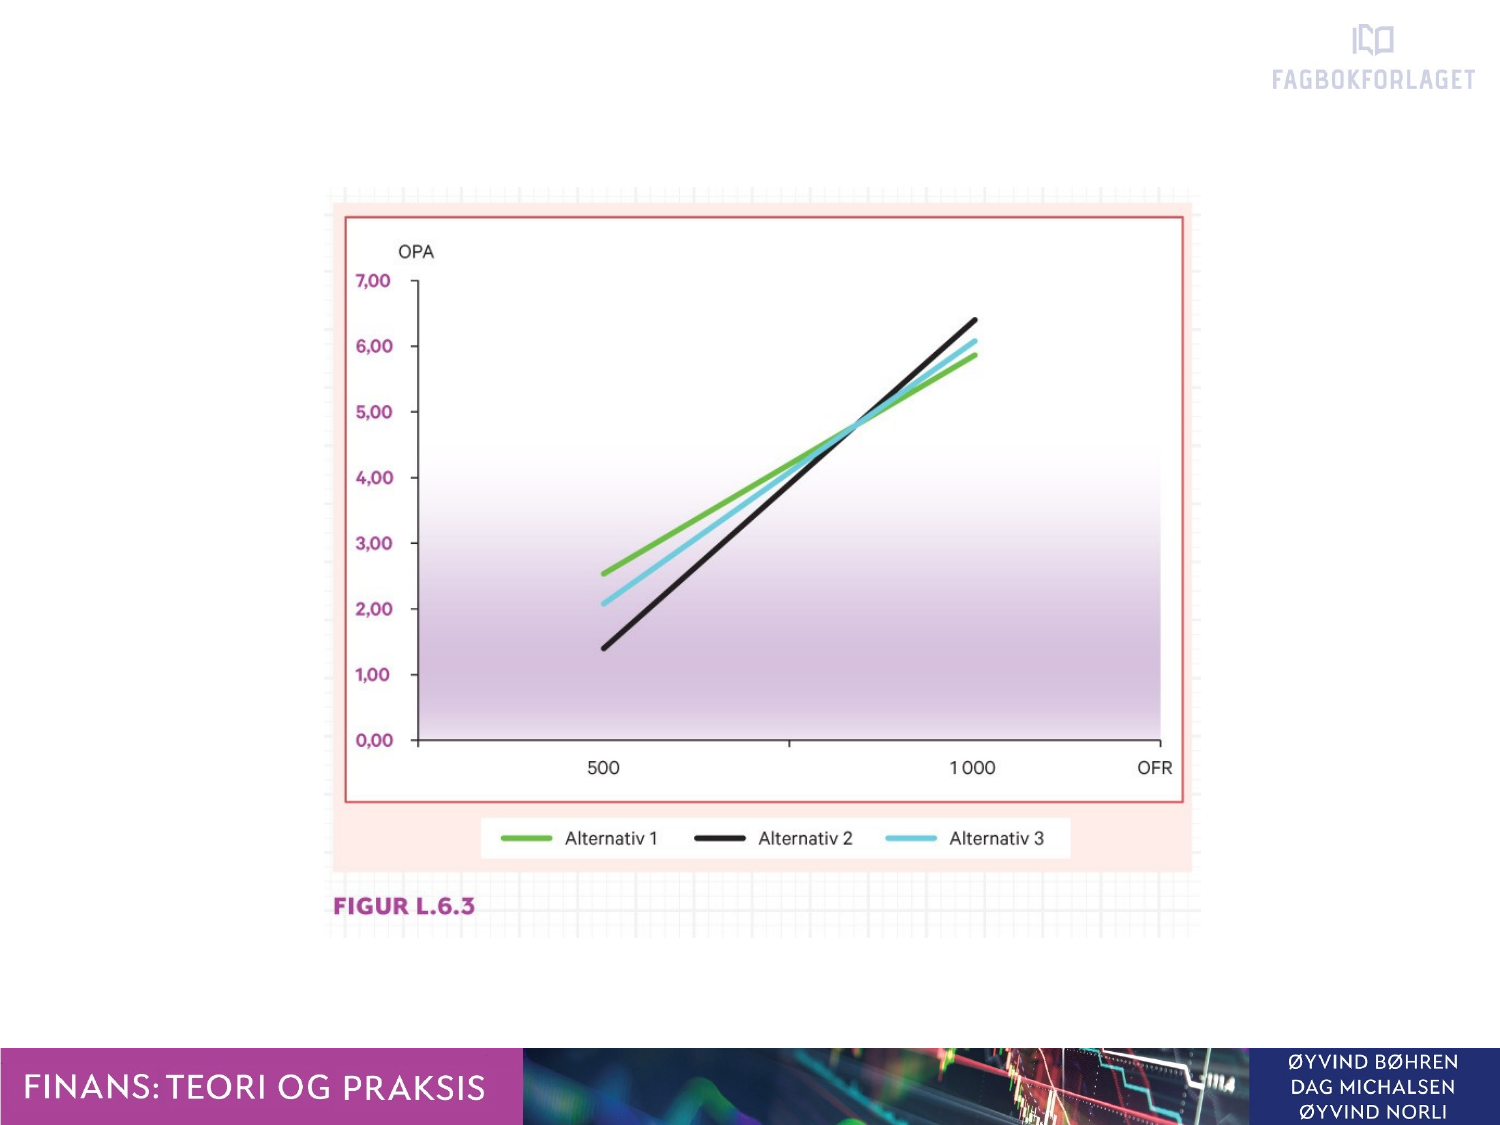 FAGBOKFORLAGET
OPA
7,00
6,00
5,00
4,00
3,00
2,00
1,00
0,00
500
1 000
OFR
Alternativ 1
Alternativ 2
Alternativ 3
FIGUR L.6.3
FINANS: TEORI OG PRAKSIS
ØYVIND BØHREN
DAG MICHALSEN
ØYVIND NORLI